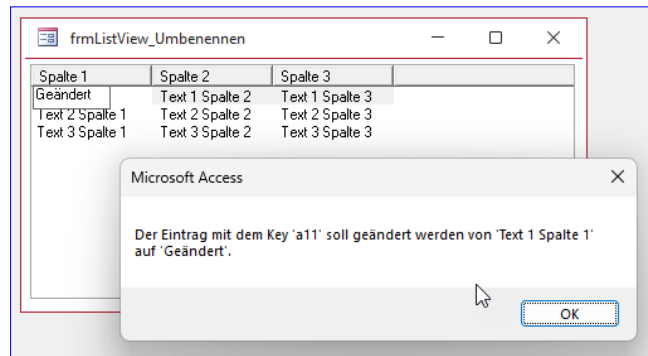 frmListView_Umbenennen
Spalte 1 Spalte 2 Spalte 3
Geändert Text 1 Spalte 2 Text 1 Spalte 3
Text 2 Spalte 1 Text 2 Spalte 2 Text 2 Spalte 3
Text 3 Spalte 1 Text 3 Spalte 2 Text 3 Spalte 3
Microsoft Access
Der Eintrag mit dem Key 'a11' soll geändert werden von 'Text 1 Spalte 1'
auf 'Geändert'.
OK